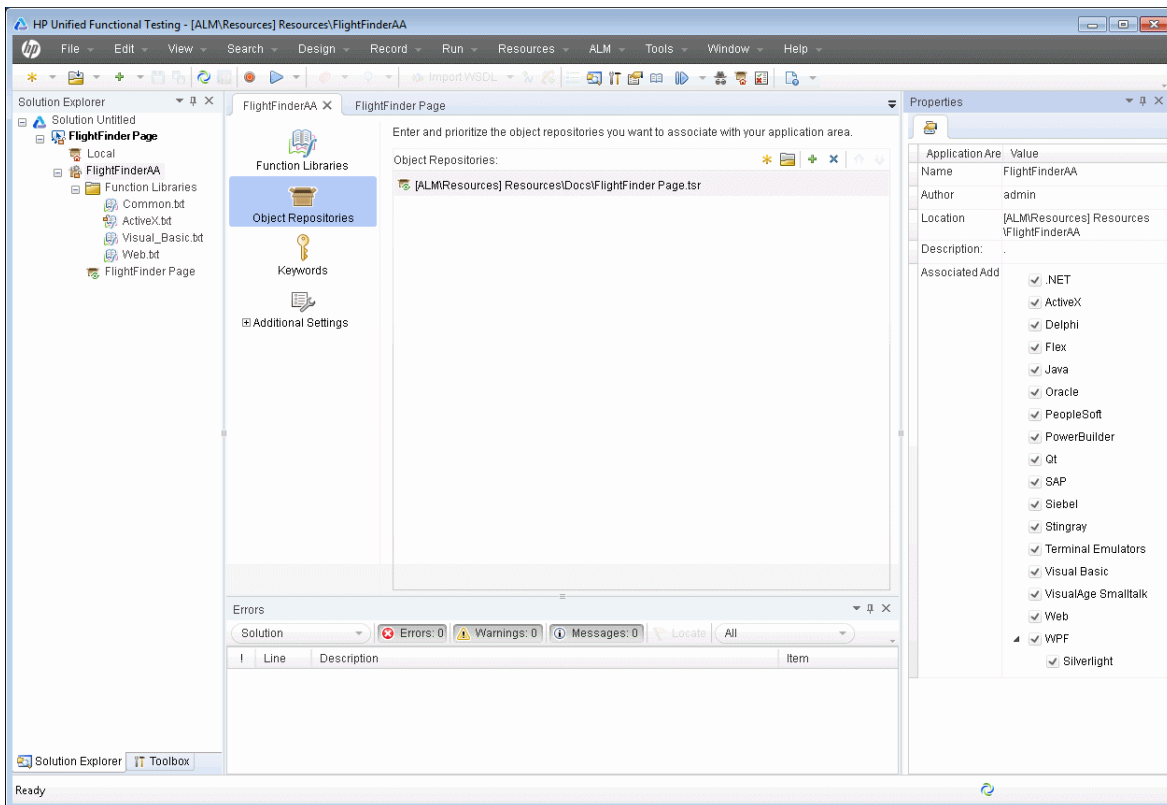 HP Unified Functional Testing - [ALM\Resources] Resources\FlightFinderAA
hp File Edit View Search Design Record Run Resources ALM Tools Window Help
Import WSDL
Solution Explorer
Solution Untitled
FlightFinder Page
Local
FlightFinderAA
Function Libraries
Common.txt
ActiveX.txt
Visual_Basic.txt
Web.txt
FlightFinder Page
Solution Explorer Toolbox
FlightFinderAA FlightFinder Page
Function Libraries
Object Repositories
Keywords
Additional Settings
Enter and prioritize the object repositories you want to associate with your application area.
Object Repositories:
[ALM\Resources] Resources\Docs\FlightFinder Page.tsr
Errors
Solution Errors: 0 Warnings: 0 Messages: 0 Locate All
! Line Description Item
Properties
Application Are Value
Name FlightFinderAA
Author admin
Location [ALM\Resources] Resources
\FlightFinderAA
Description: .
Associated Add
.NET
ActiveX
Delphi
Flex
Java
Oracle
PeopleSoft
PowerBuilder
Qt
SAP
Siebel
Stingray
Terminal Emulators
Visual Basic
VisualAge Smalltalk
Web
WPF
Silverlight
Ready